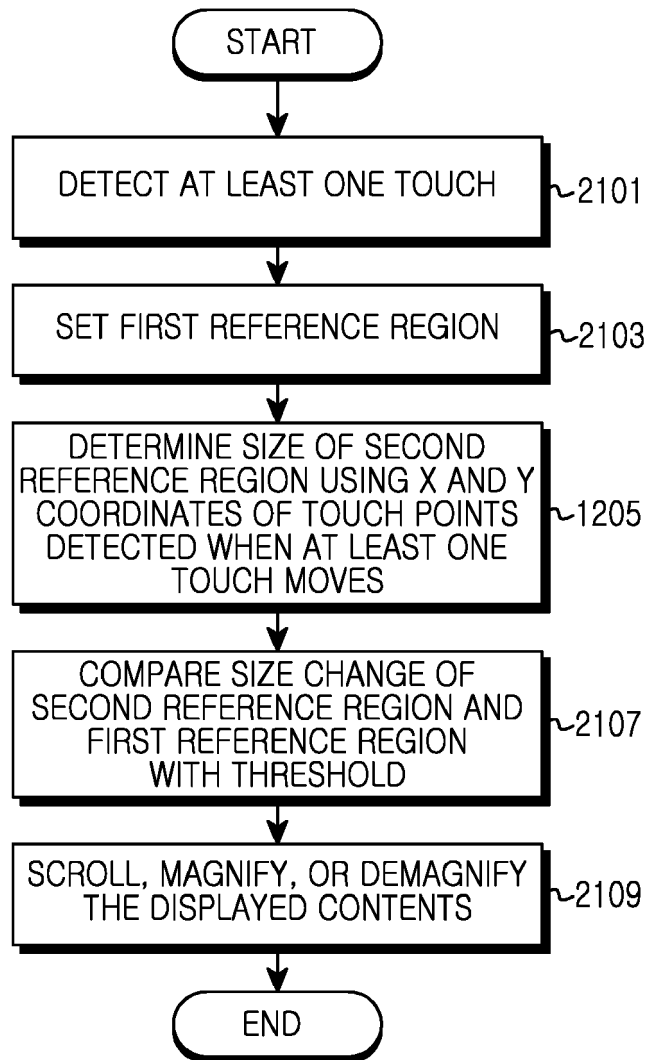 START
DETECT AT LEAST ONE TOUCH
2101
SET FIRST REFERENCE REGION
2103
DETERMINE SIZE OF SECOND
REFERENCE REGION USING X AND Y
COORDINATES OF TOUCH POINTS
DETECTED WHEN AT LEAST ONE
TOUCH MOVES
1205
COMPARE SIZE CHANGE OF
SECOND REFERENCE REGION AND
FIRST REFERENCE REGION
WITH THRESHOLD
2107
SCROLL, MAGNIFY, OR DEMAGNIFY
THE DISPLAYED CONTENTS
2109
END